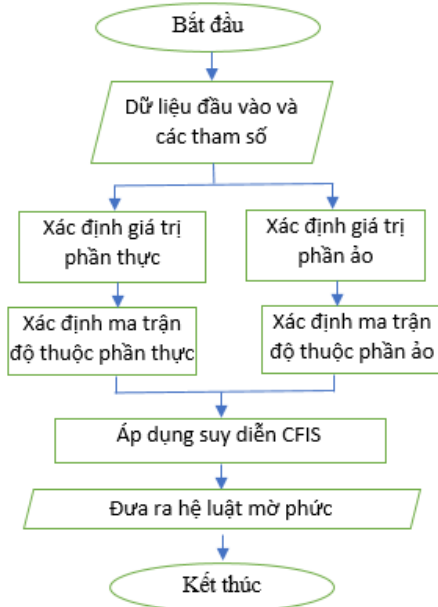 Bắt đầu
Dữ liệu đầu vào và
các tham số
Xác định giá trị
phần thực
Xác định giá trị
phần ảo
Xác định ma trận
độ thuộc phần thực
Xác định ma trận
độ thuộc phần ảo
Áp dụng suy diễn CFIS
Đưa ra hệ luật mờ phức
Kết thúc